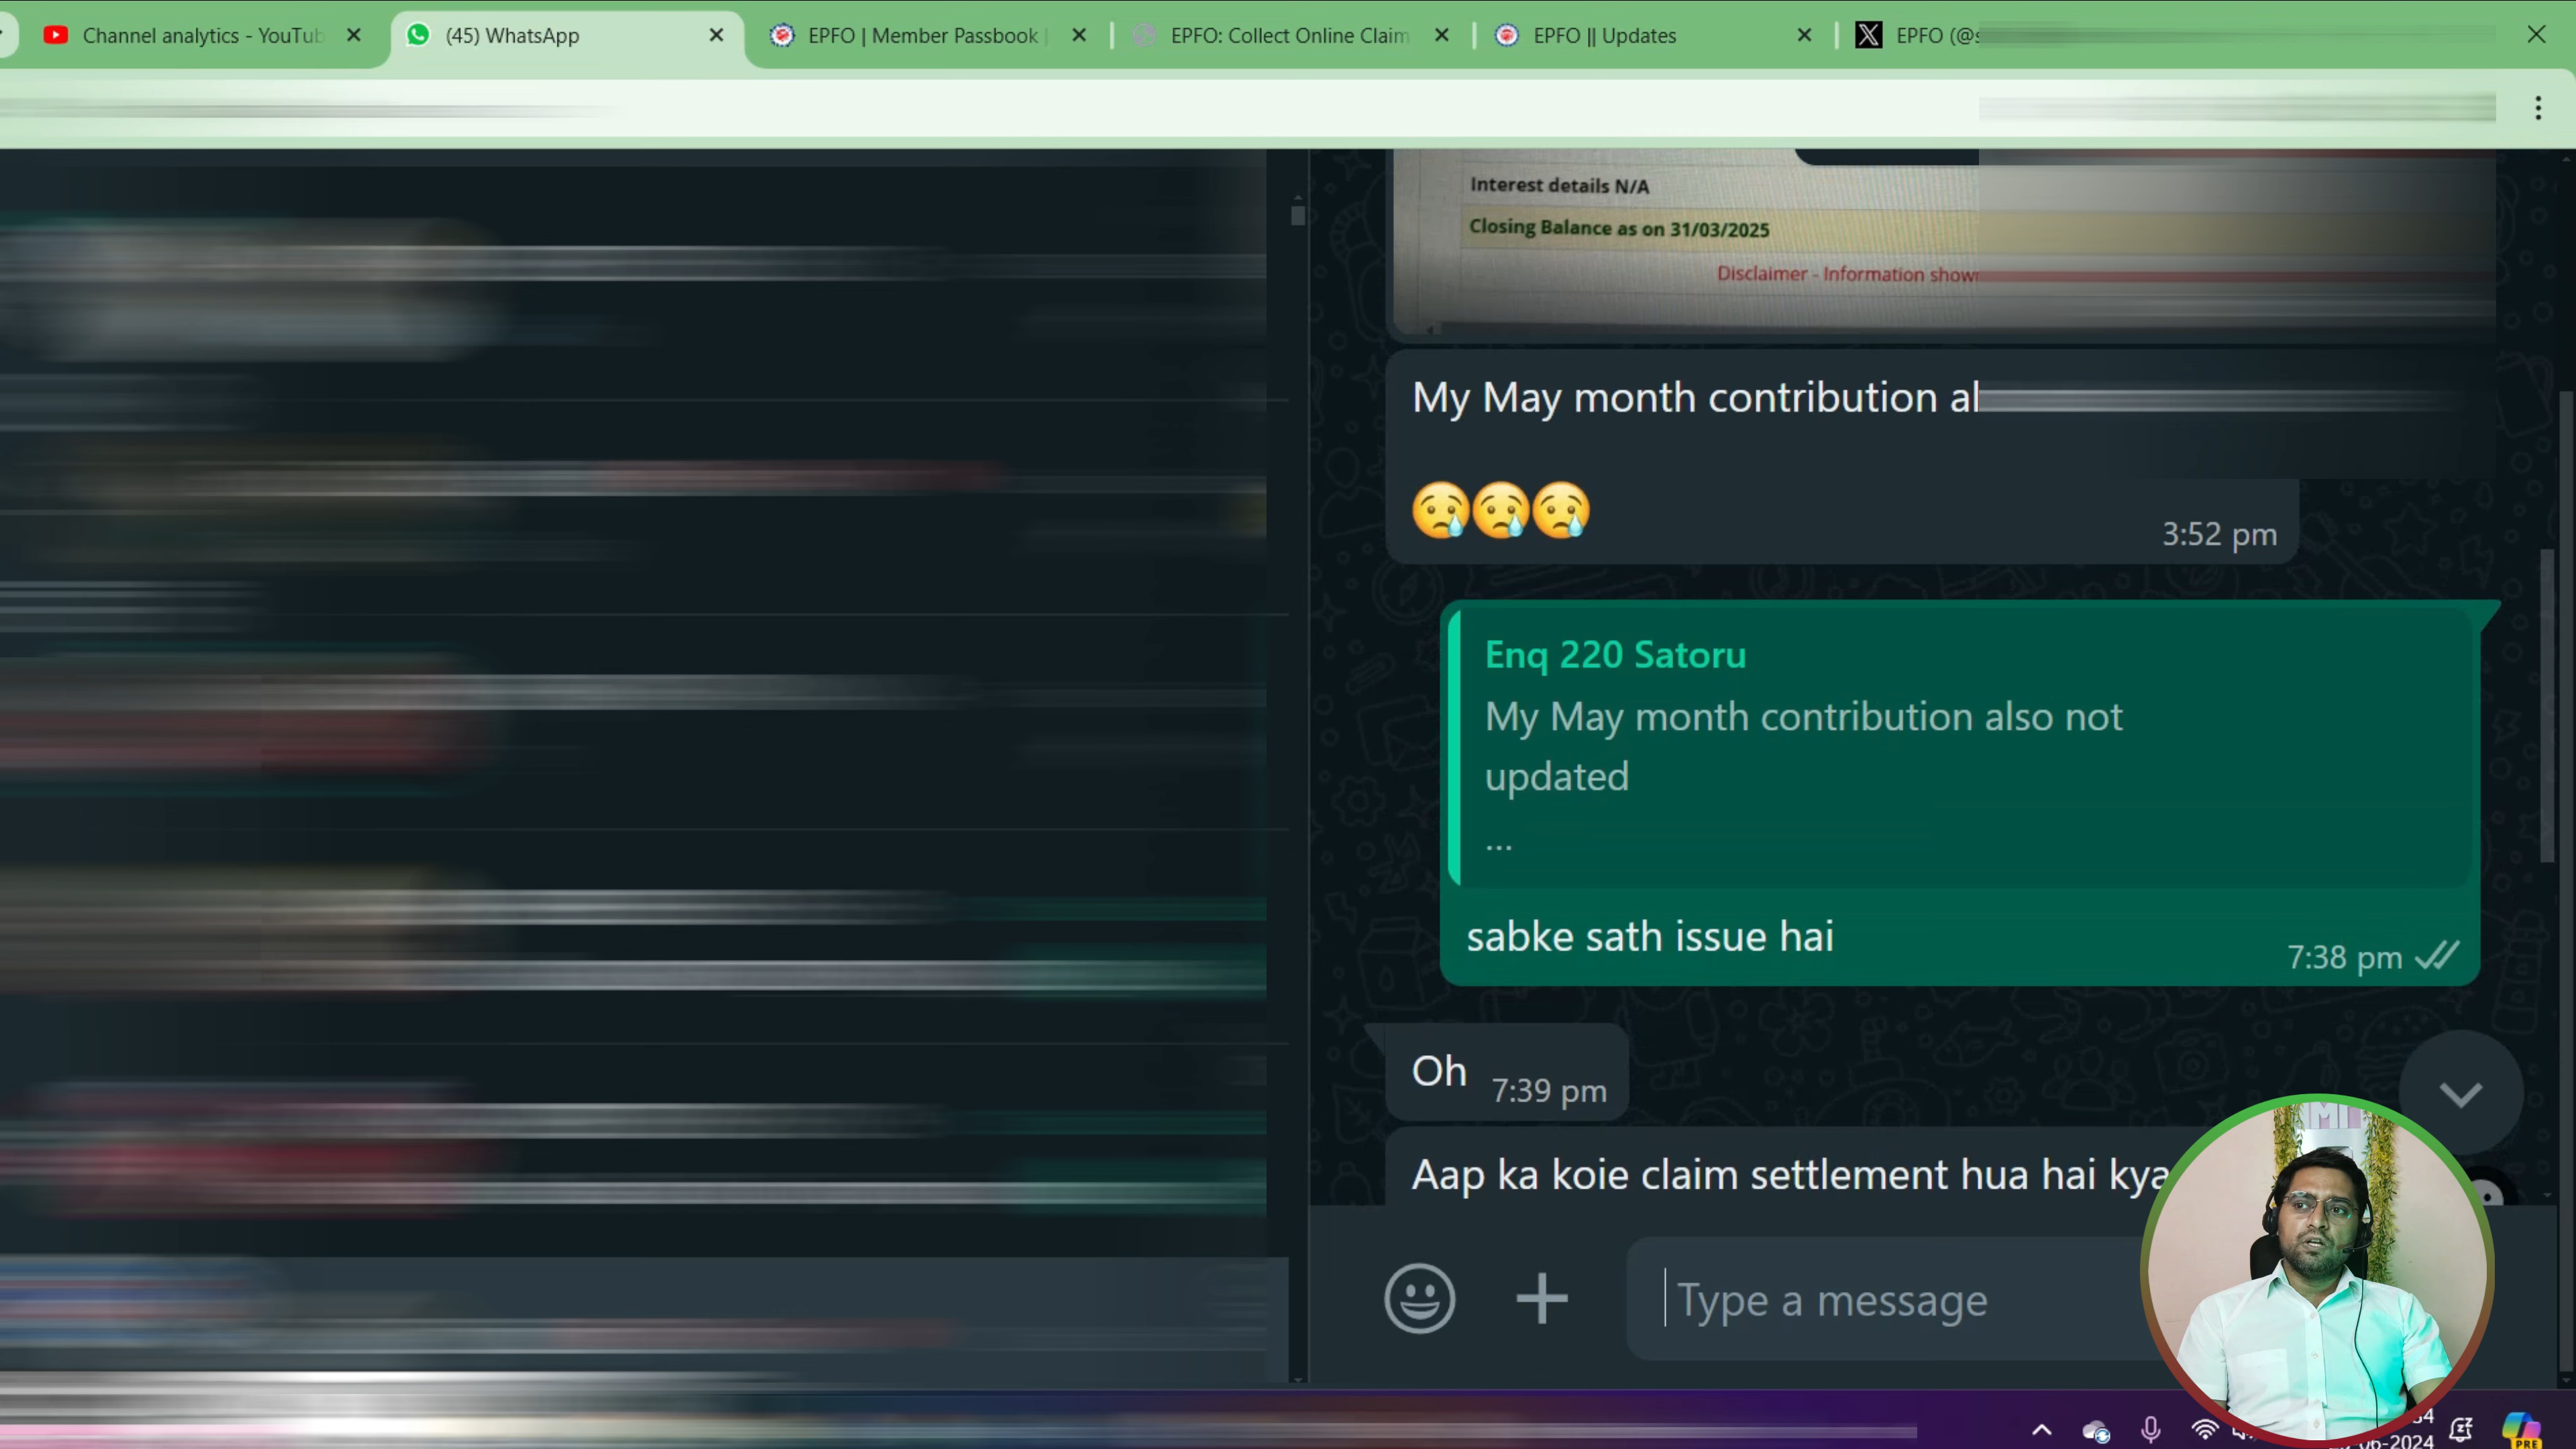 Channel analytics - YouTub
(45) WhatsApp
EPFO | Member Passbook |
EPFO: Collect Online Claim
EPFO || Updates
EPFO (@s
Interest details N/A
Closing Balance as on 31/03/2025
Disclaimer - Information shown
My May month contribution al
😢😢😢
3:52 pm
Enq 220 Satoru
My May month contribution also not
updated
...
sabke sath issue hai
7:38 pm
Oh
7:39 pm
Aap ka koie claim settlement hua hai kya
Type a message
PRE